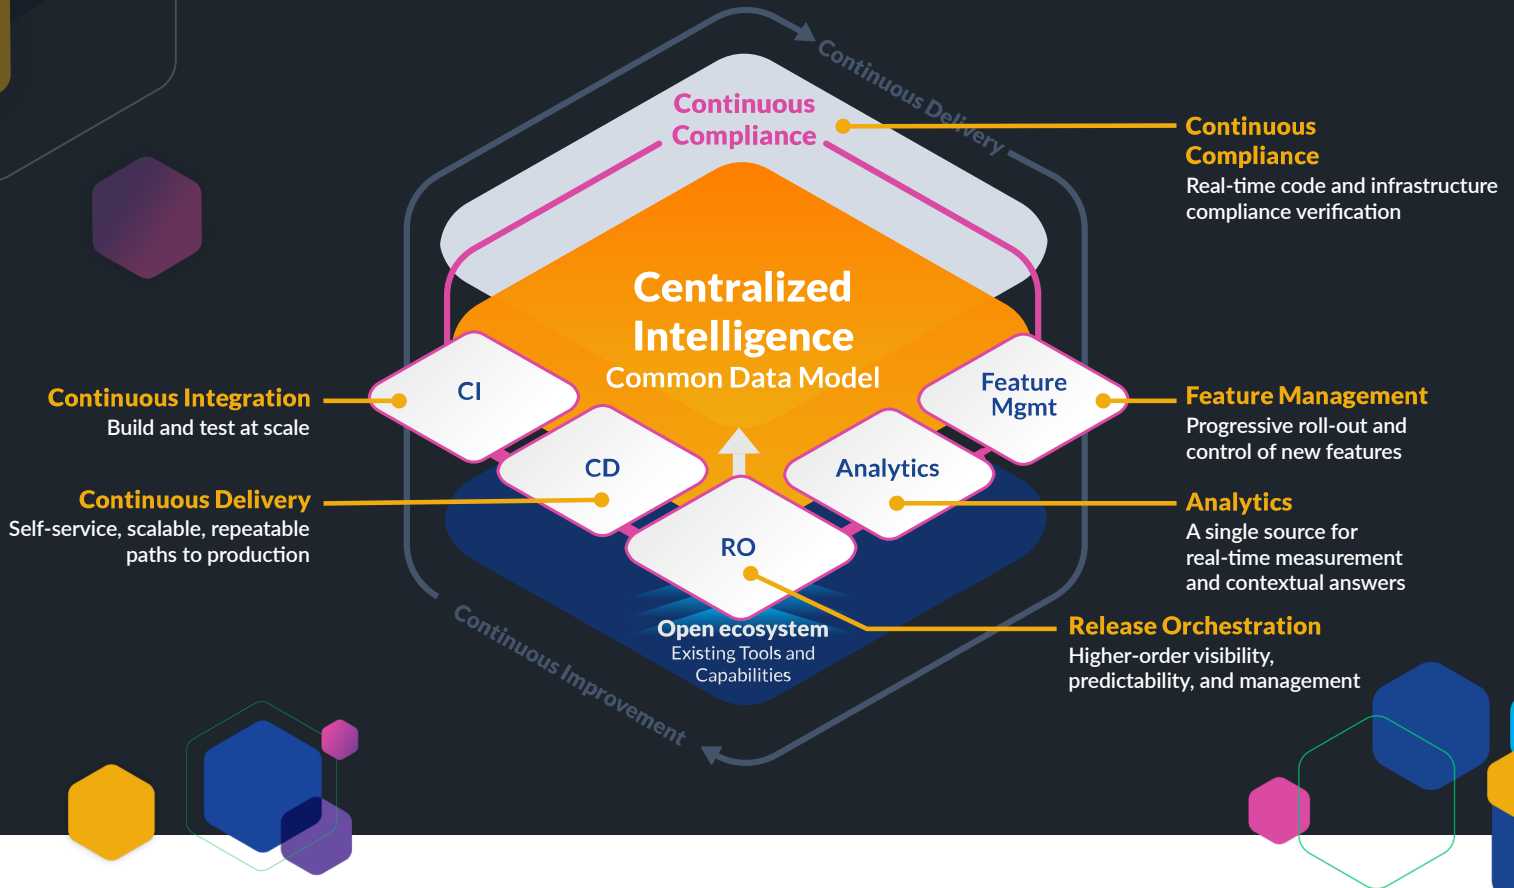 Continuous Delivery
Continuous
Compliance
Continuous
Compliance
Real-time code and infrastructure
compliance verification
Centralized
Intelligence
Common Data Model
CI
Feature
Mgmt
CD
Analytics
RO
Continuous Integration
Build and test at scale
Continuous Delivery
Self-service, scalable, repeatable
paths to production
Feature Management
Progressive roll-out and
control of new features
Analytics
A single source for
real-time measurement
and contextual answers
Release Orchestration
Higher-order visibility,
predictability, and management
Open ecosystem
Existing Tools and
Capabilities
Continuous Improvement